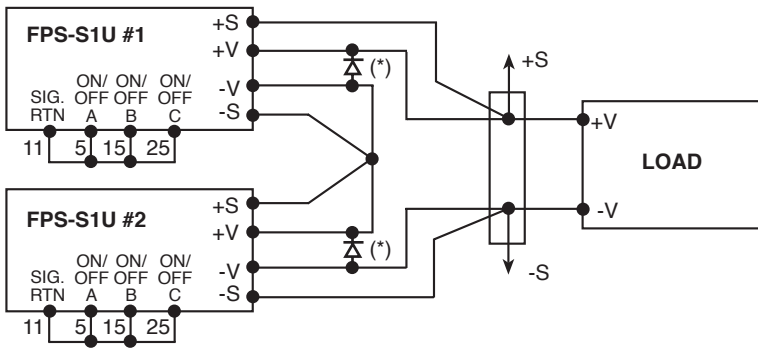 FPS-S1U #1
+S
+V
-V
-S
SIG. RTN
ON/ OFF A
ON/ OFF B
ON/ OFF C
11 5 15 25
(*)
+S
-S
+V
-V
LOAD
FPS-S1U #2
+S
+V
-V
-S
SIG. RTN
ON/ OFF A
ON/ OFF B
ON/ OFF C
11 5 15 25
(*)